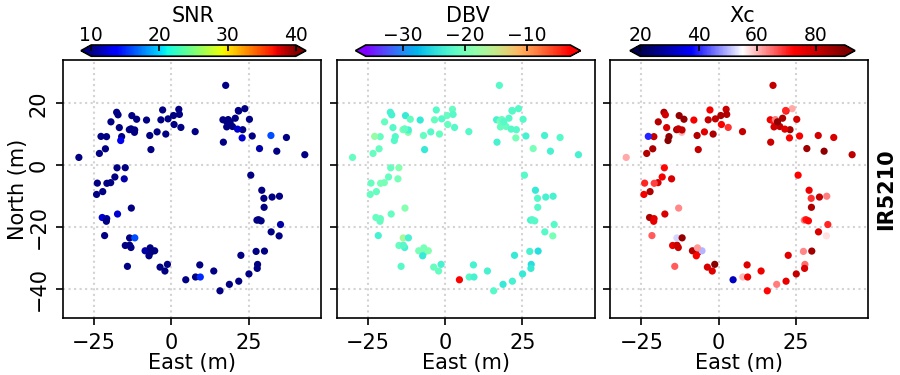 SNR DBV Xc
10 20 30 40 −30 −20 −10 20 40 60 80
20
0
−20
−40
North (m)
−25 0 25 −25 0 25 −25 0 25
East (m) East (m) East (m)
IR5210